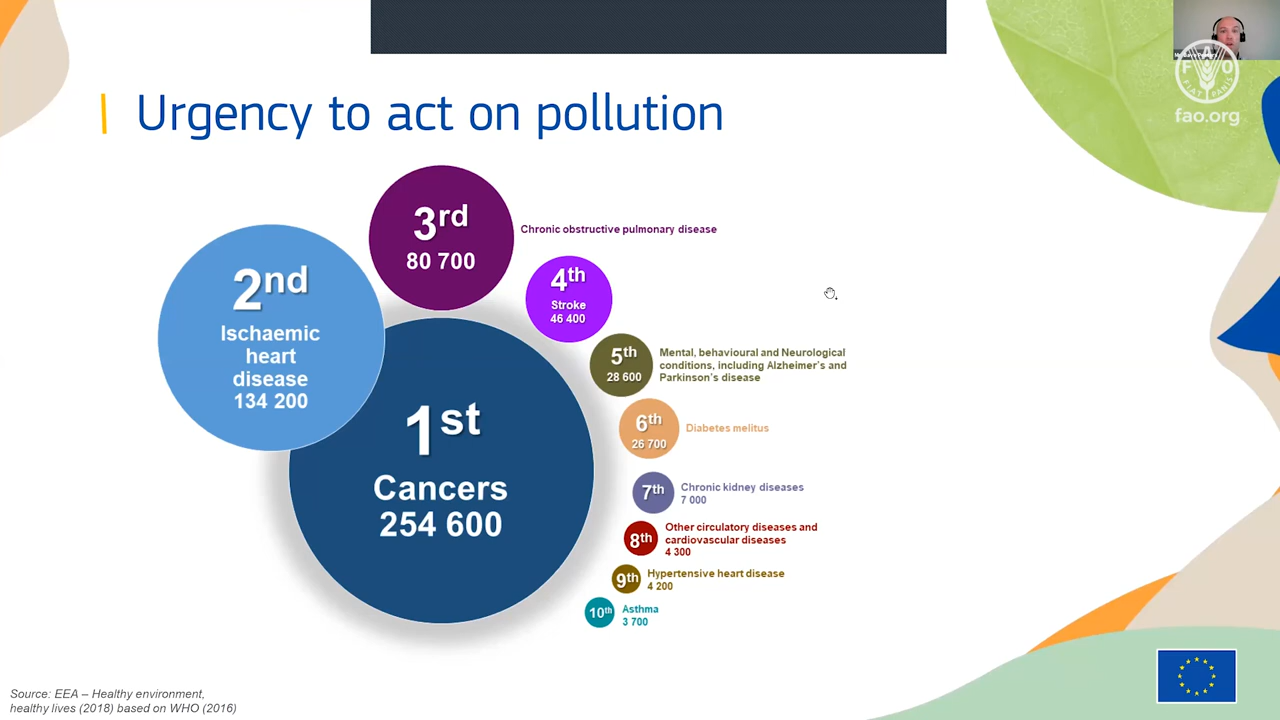 Urgency to act on pollution
FAO
FIAT PANIS
fao.org
3rd
80 700
Chronic obstructive pulmonary disease
2nd
Ischaemic
heart
disease
134 200
4th
Stroke
46 400
5th
28 600
Mental, behavioural and Neurological
conditions, including Alzheimer's and
Parkinson's disease
1st
Cancers
254 600
6th
26 700
Diabetes melitus
7th
Chronic kidney diseases
7 000
8th
Other circulatory diseases and
cardiovascular diseases
4 300
9th
Hypertensive heart disease
4 200
10th
Asthma
3 700
Source: EEA – Healthy environment,
healthy lives (2018) based on WHO (2016)